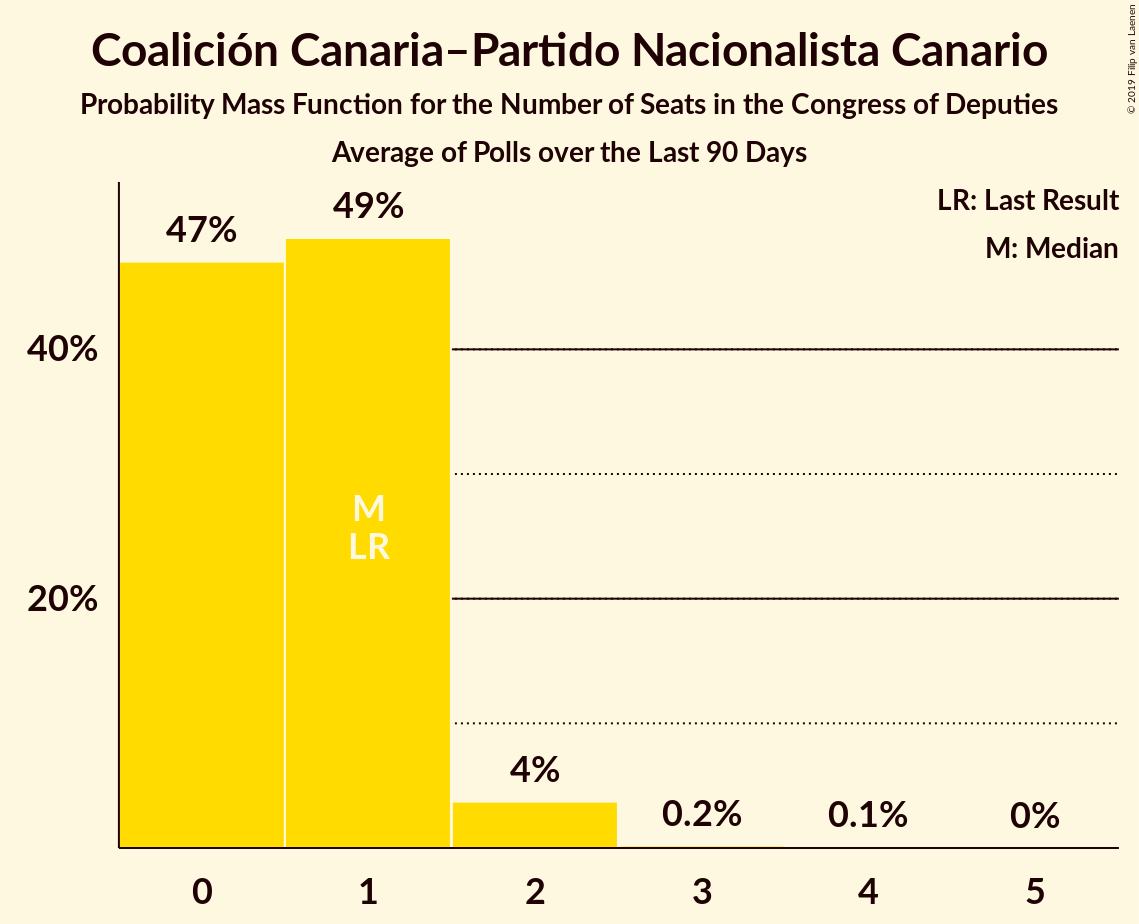 Coalición Canaria–Partido Nacionalista Canario
Probability Mass Function for the Number of Seats in the Congress of Deputies
Average of Polls over the Last 90 Days
© 2019 Filip van Laenen
LR: Last Result
M: Median
47%
49%
40%
M
LR
20%
4%
0.2%
0.1%
0%
0
1
2
3
4
5